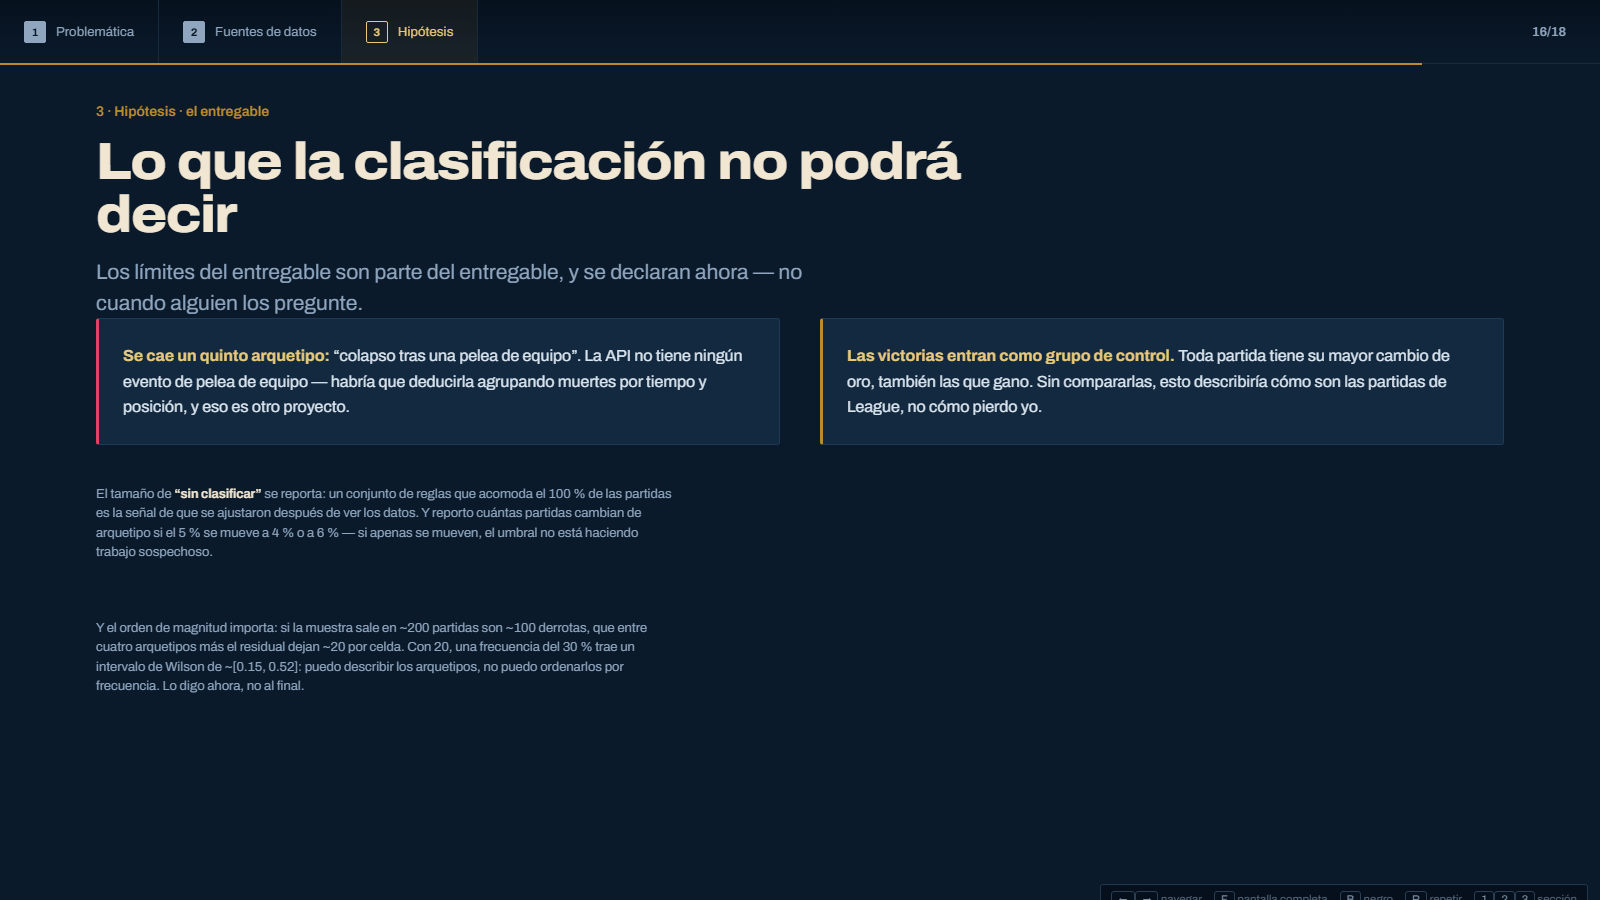 1 Problemática
2 Fuentes de datos
3 Hipótesis
16/18
3 · Hipótesis · el entregable
Lo que la clasificación no podrá
decir
Los límites del entregable son parte del entregable, y se declaran ahora — no
cuando alguien los pregunte.
Se cae un quinto arquetipo: “colapso tras una pelea de equipo”. La API no tiene ningún
evento de pelea de equipo — habría que deducirla agrupando muertes por tiempo y
posición, y eso es otro proyecto.
Las victorias entran como grupo de control. Toda partida tiene su mayor cambio de
oro, también las que gano. Sin compararlas, esto describiría cómo son las partidas de
League, no cómo pierdo yo.
El tamaño de “sin clasificar” se reporta: un conjunto de reglas que acomoda el 100 % de las partidas
es la señal de que se ajustaron después de ver los datos. Y reporto cuántas partidas cambian de
arquetipo si el 5 % se mueve a 4 % o a 6 % — si apenas se mueven, el umbral no está haciendo
trabajo sospechoso.
Y el orden de magnitud importa: si la muestra sale en ~200 partidas son ~100 derrotas, que entre
cuatro arquetipos más el residual dejan ~20 por celda. Con 20, una frecuencia del 30 % trae un
intervalo de Wilson de ~[0.15, 0.52]: puedo describir los arquetipos, no puedo ordenarlos por
frecuencia. Lo digo ahora, no al final.
← → navegar F pantalla completa B negro R repetir 1 2 3 sección